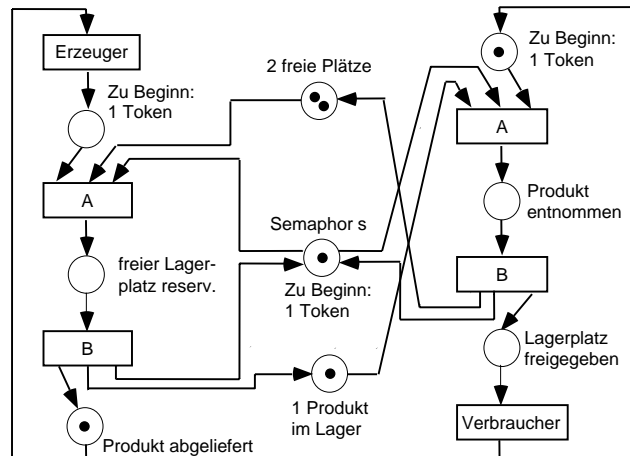 Erzeuger
Zu Beginn:
1 Token
A
freier Lager-
platz reserv.
B
Produkt abgeliefert
2 freie Plätze
Semaphor s
Zu Beginn:
1 Token
1 Produkt
im Lager
Zu Beginn:
1 Token
A
Produkt
entnommen
B
Lagerplatz
freigegeben
Verbraucher